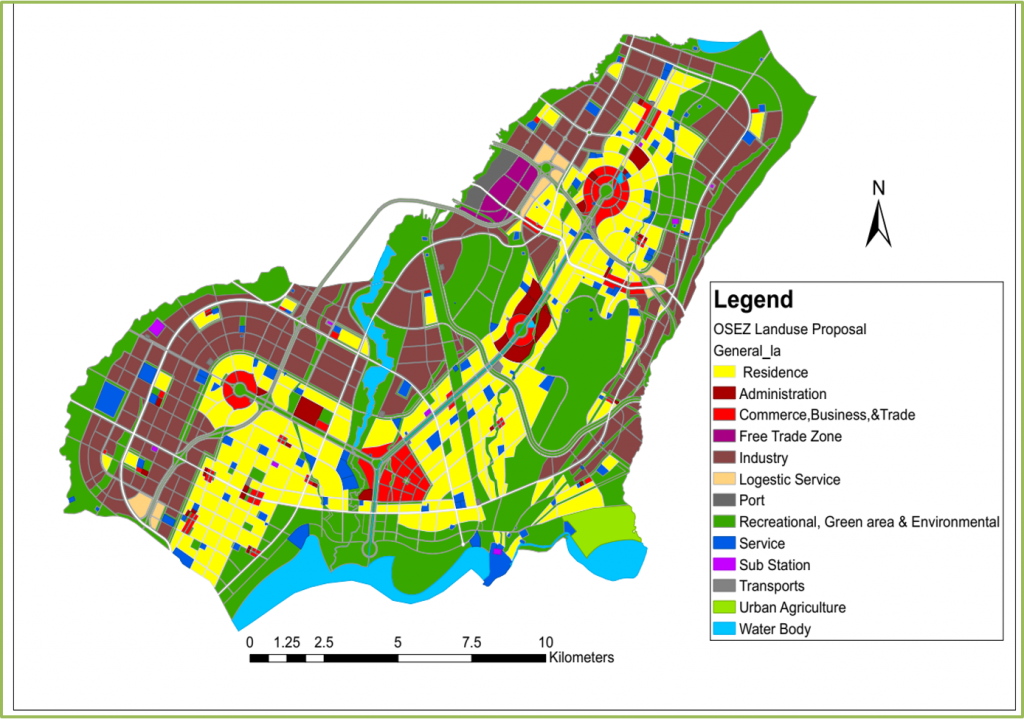 N
Legend
OSEZ Landuse Proposal
General_la
Residence
Administration
Commerce,Business,&Trade
Free Trade Zone
Industry
Logestic Service
Port
Recreational, Green area & Environmental
Service
Sub Station
Transports
Urban Agriculture
Water Body
0 1.25 2.5 5 7.5 10
Kilometers